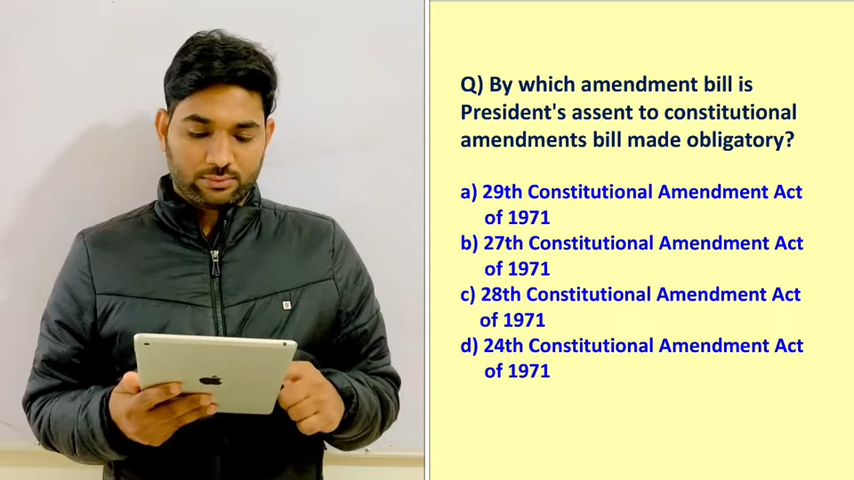 Q) By which amendment bill is
President's assent to constitutional
amendments bill made obligatory?
a) 29th Constitutional Amendment Act
of 1971
b) 27th Constitutional Amendment Act
of 1971
c) 28th Constitutional Amendment Act
of 1971
d) 24th Constitutional Amendment Act
of 1971